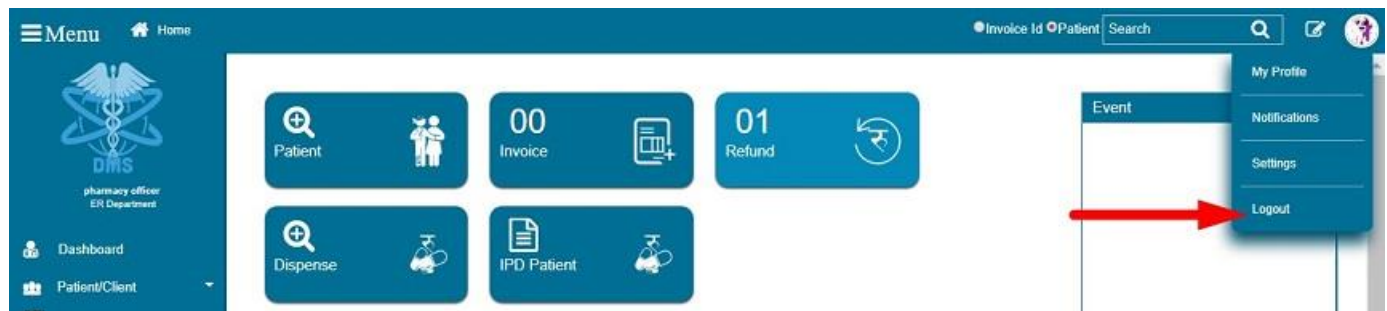 Menu Home
Invoice Id Patient Search
My Profile
Notifications
Settings
Logout
DMS
pharmacy officer
ER Department
Dashboard
Patient/Client
Patient
00
Invoice
01
Refund
Dispense
IPD Patient
Event